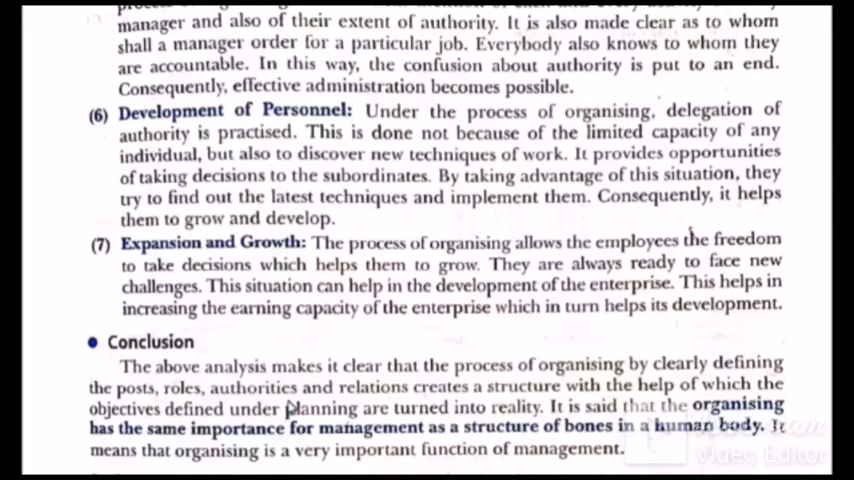 manager and also of their extent of authority. It is also made clear as to whom
shall a manager order for a particular job. Everybody also knows to whom they
are accountable. In this way, the confusion about authority is put to an end.
Consequently, effective administration becomes possible.
(6) Development of Personnel: Under the process of organising, delegation of
authority is practised. This is done not because of the limited capacity of any
individual, but also to discover new techniques of work. It provides opportunities
of taking decisions to the subordinates. By taking advantage of this situation, they
try to find out the latest techniques and implement them. Consequently, it helps
them to grow and develop.
(7) Expansion and Growth: The process of organising allows the employees the freedom
to take decisions which helps them to grow. They are always ready to face new
challenges. This situation can help in the development of the enterprise. This helps in
increasing the earning capacity of the enterprise which in turn helps its development.
• Conclusion
The above analysis makes it clear that the process of organising by clearly defining
the posts, roles, authorities and relations creates a structure with the help of which the
objectives defined under planning are turned into reality. It is said that the organising
has the same importance for management as a structure of bones in a human body. It
means that organising is a very important function of management.
Video Editor